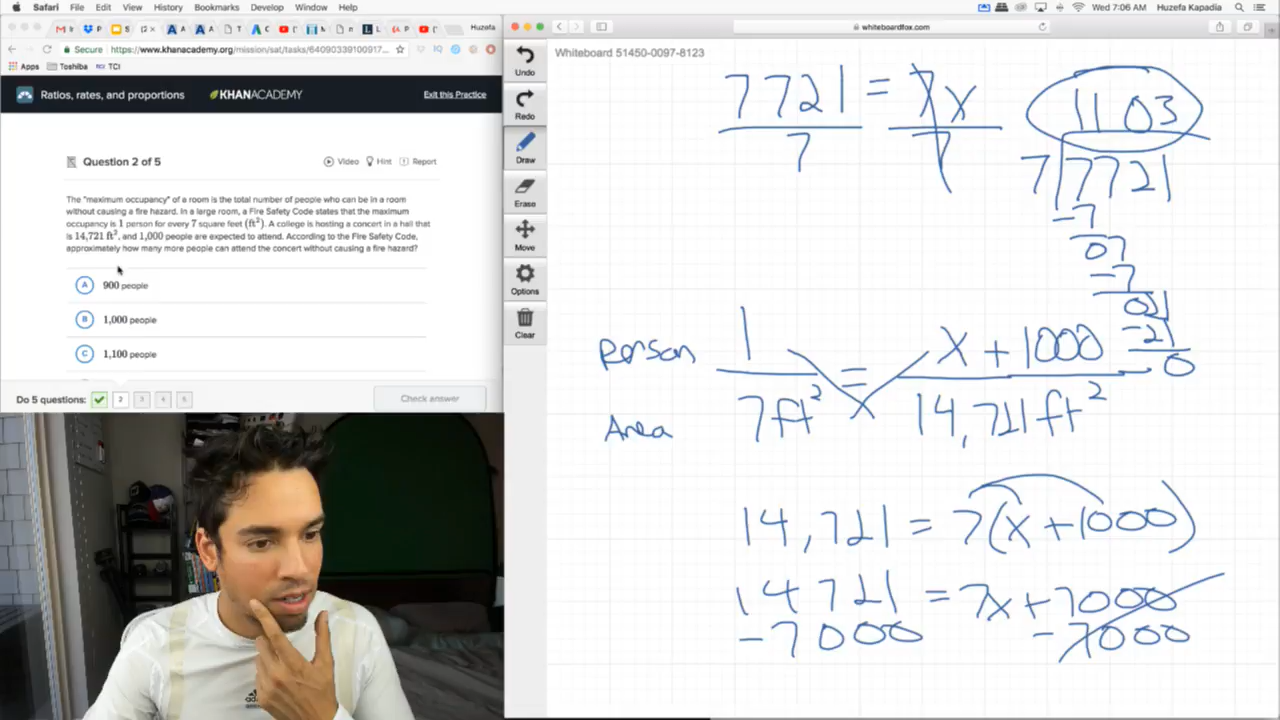 Safari File Edit View History Bookmarks Develop Window Help
Wed 7:06 AM Huzefa Kapadia
Huzefa
Secure https://www.khanacademy.org/mission/sat/tasks/64090339100917...
Apps Toshiba TCI
whiteboardfox.com
Ratios, rates, and proportions KHANACADEMY Exit this Practice
Question 2 of 5 Video Hint Report
The "maximum occupancy" of a room is the total number of people who can be in a room
without causing a fire hazard. In a large room, a Fire Safety Code states that the maximum
occupancy is 1 person for every 7 square feet (ft²). A college is hosting a concert in a hall that
is 14,721 ft², and 1,000 people are expected to attend. According to the Fire Safety Code,
approximately how many more people can attend the concert without causing a fire hazard?
A 900 people
B 1,000 people
C 1,100 people
Do 5 questions: 2 3 4 5 Check answer
Undo
Redo
Draw
Erase
Move
Options
Clear
Whiteboard 51450-0097-8123
7721 = 7x
7 7
1103
7 7721
-7
07
-7
021
-21
0
Person 1 = x + 1000
Area 7ft² 14,721ft²
14,721 = 7(x+1000)
14721 = 7x+7000
-7000 -7000